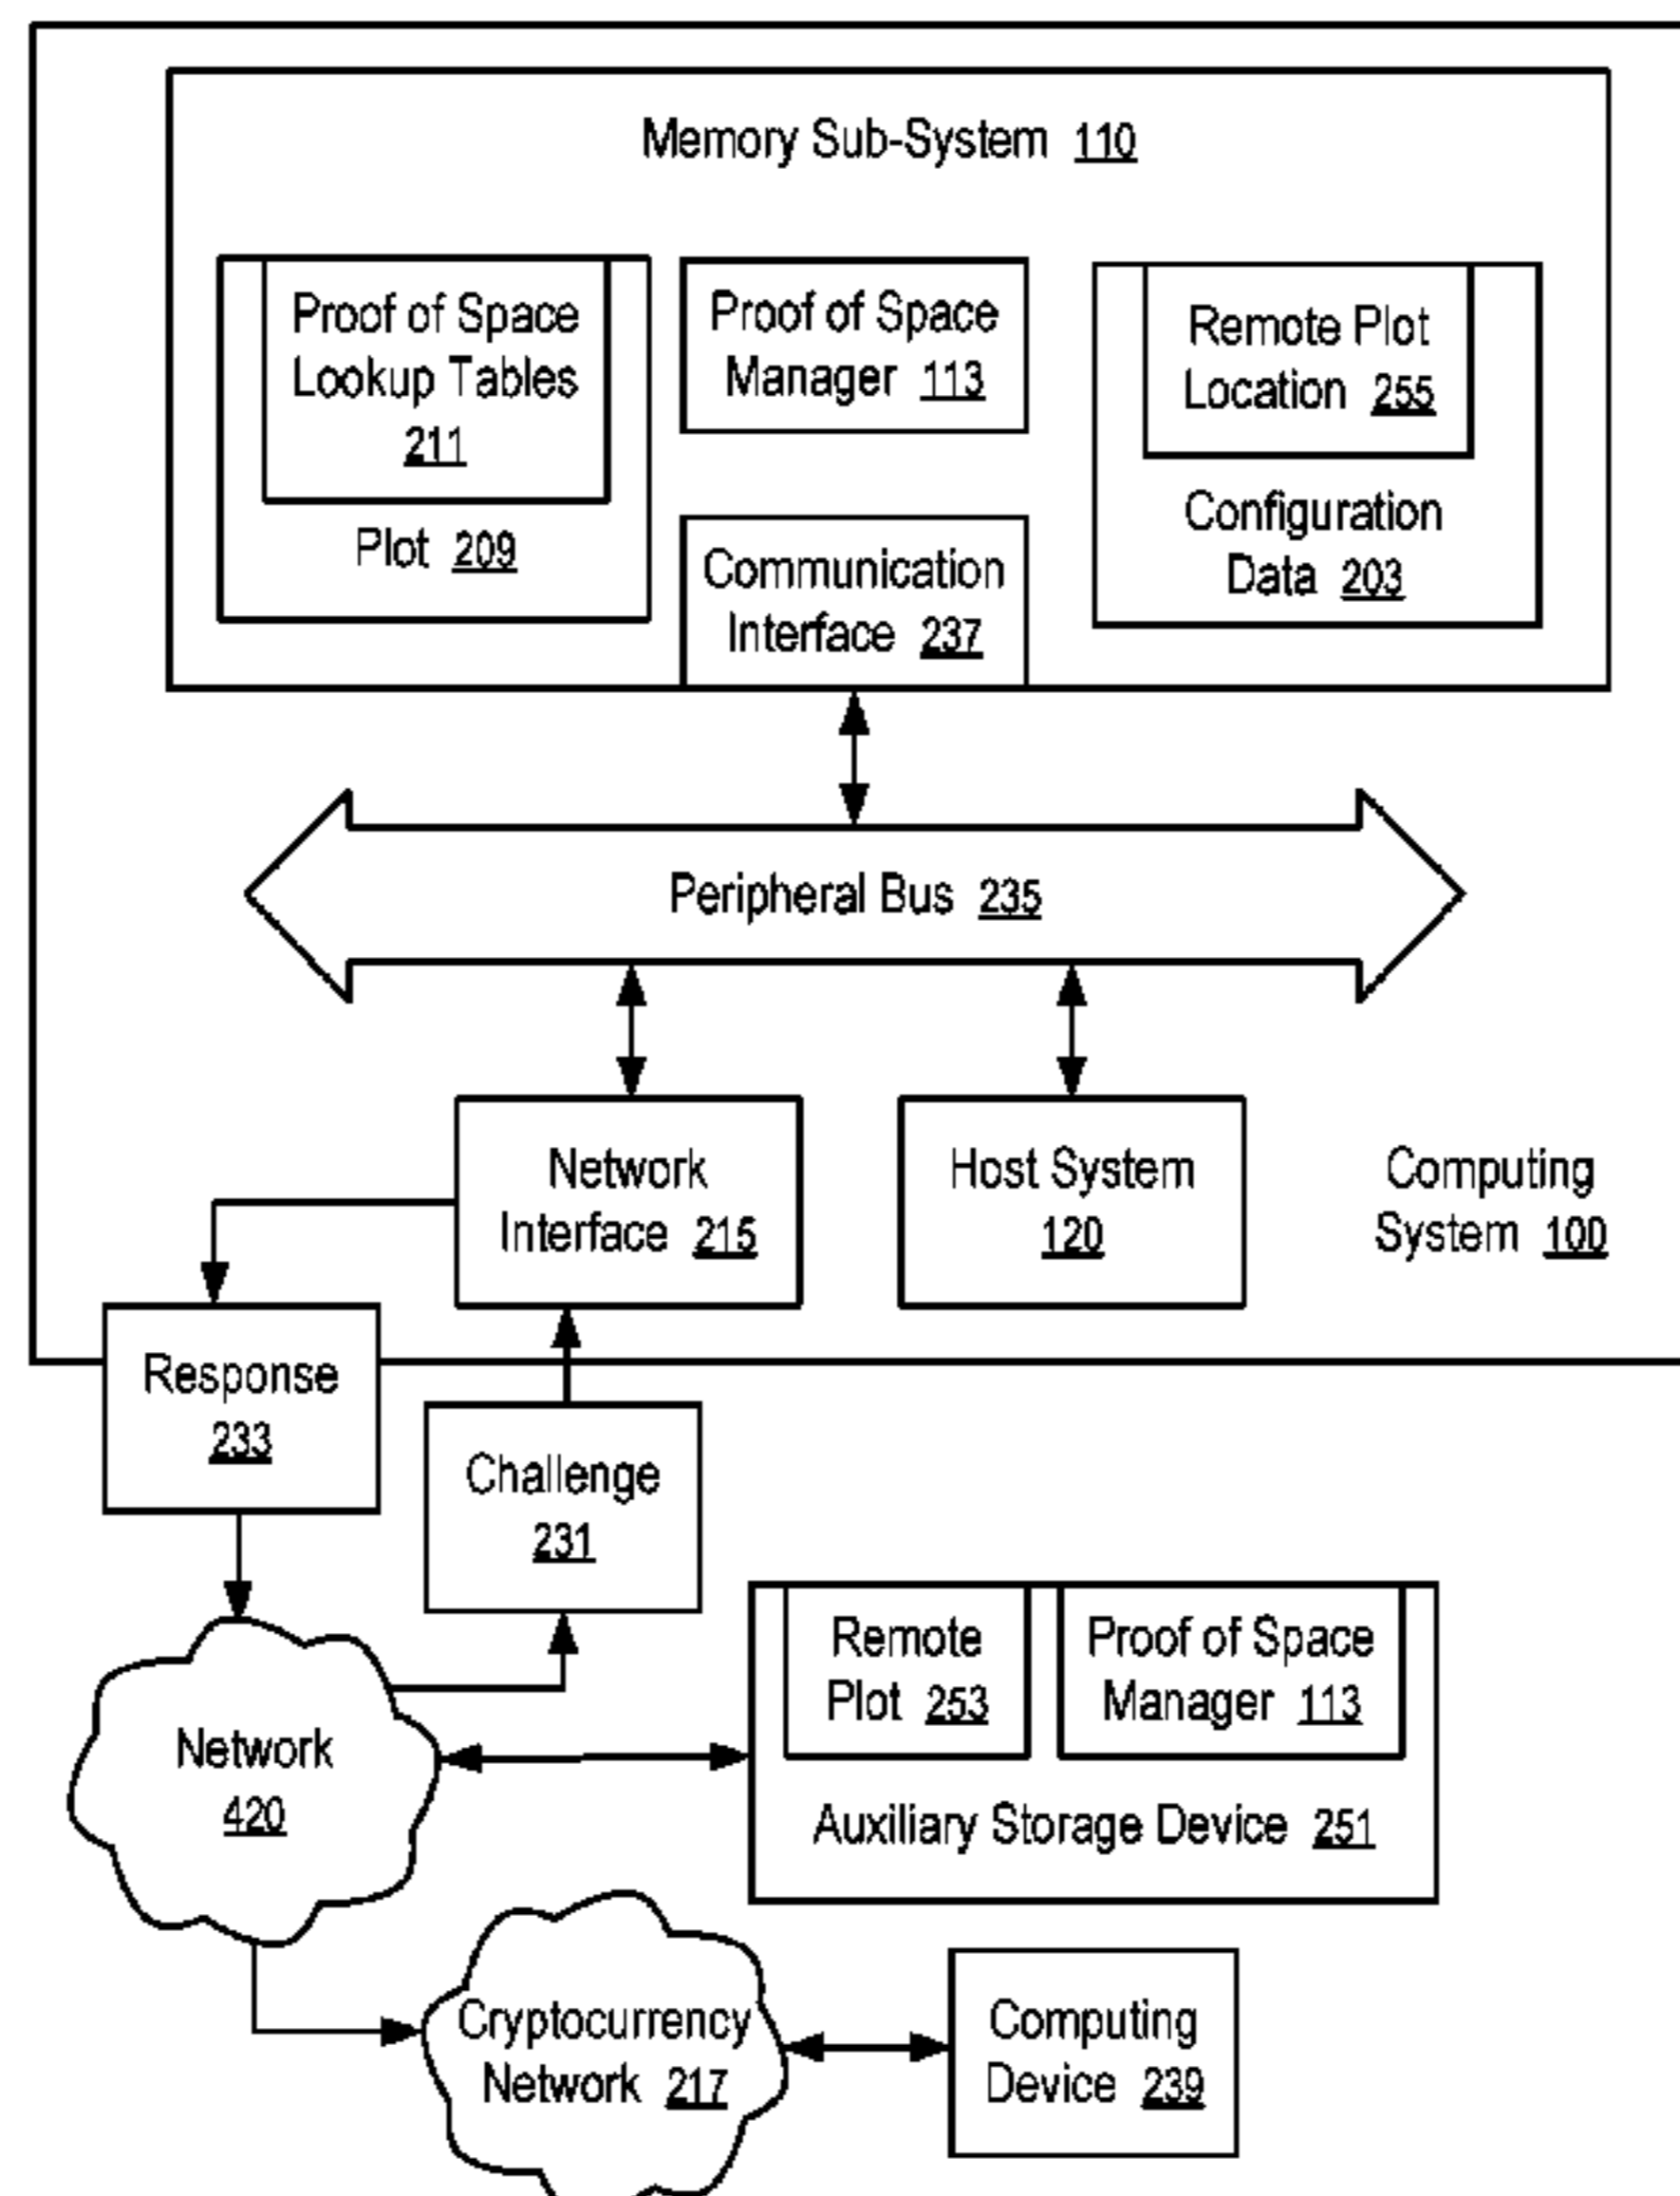 Memory Sub-System 110
Proof of Space
Lookup Tables
211
Plot 209
Proof of Space
Manager 113
Communication
Interface 237
Remote Plot
Location 255
Configuration
Data 203
Peripheral Bus 235
Network
Interface 215
Host System
120
Computing
System 100
Response
233
Challenge
231
Remote
Plot 253
Proof of Space
Manager 113
Auxiliary Storage Device 251
Network
420
Cryptocurrency
Network 217
Computing
Device 239